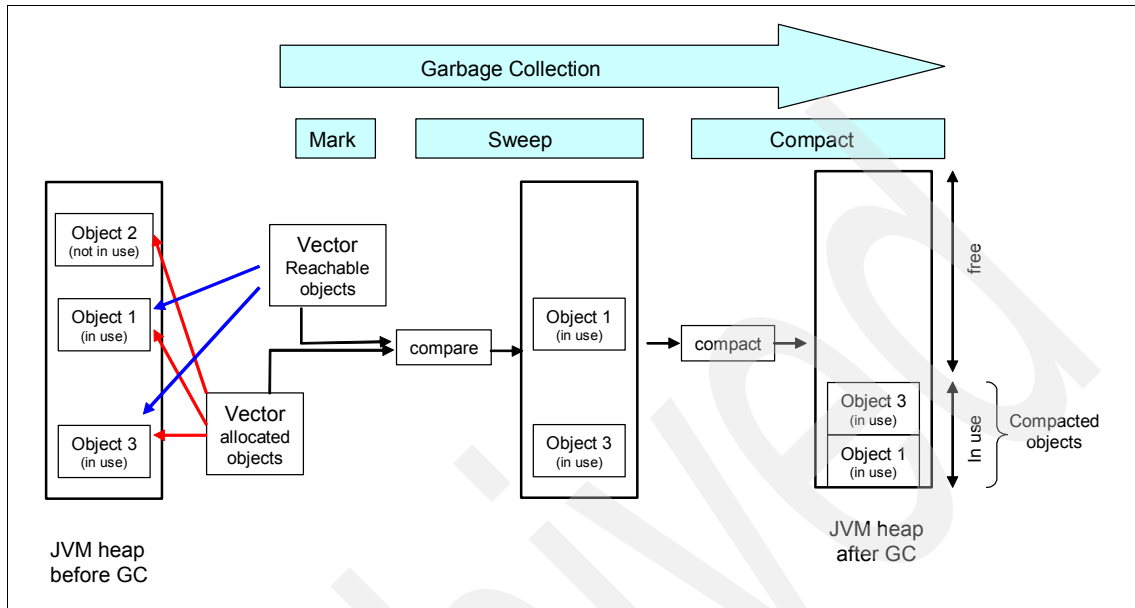 Garbage Collection
Mark
Sweep
Compact
Object 2
(not in use)
Object 1
(in use)
Object 3
(in use)
Vector
Reachable
objects
Vector
allocated
objects
compare
Object 1
(in use)
Object 3
(in use)
compact
free
Object 3
(in use)
Object 1
(in use)
In use
Compacted
objects
JVM heap
before GC
JVM heap
after GC